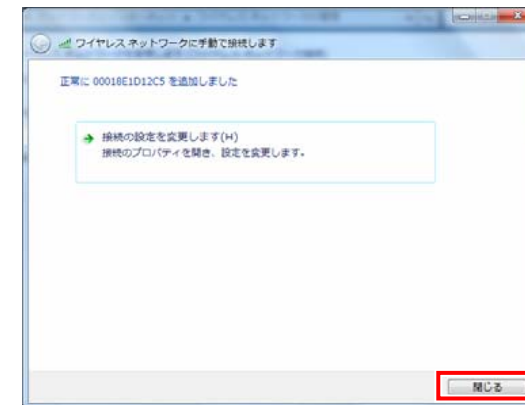 ワイヤレス ネットワークに手動で接続します
正常に 00018E1D12C5 を追加しました
接続の設定を変更します(H)
接続のプロパティを開き、設定を変更します。
閉じる